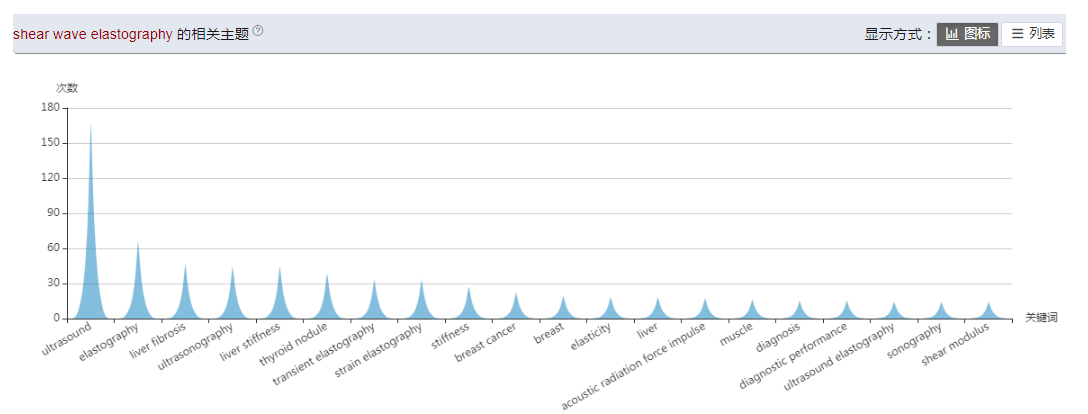 shear wave elastography 的相关主题 ?
显示方式： 图标 列表
次数
180
150
120
90
60
30
0
ultrasound
elastography
liver fibrosis
ultrasonography
liver stiffness
thyroid nodule
transient elastography
strain elastography
stiffness
breast cancer
breast
elasticity
liver
acoustic radiation force impulse
muscle
diagnosis
diagnostic performance
ultrasound elastography
sonography
shear modulus
关键词